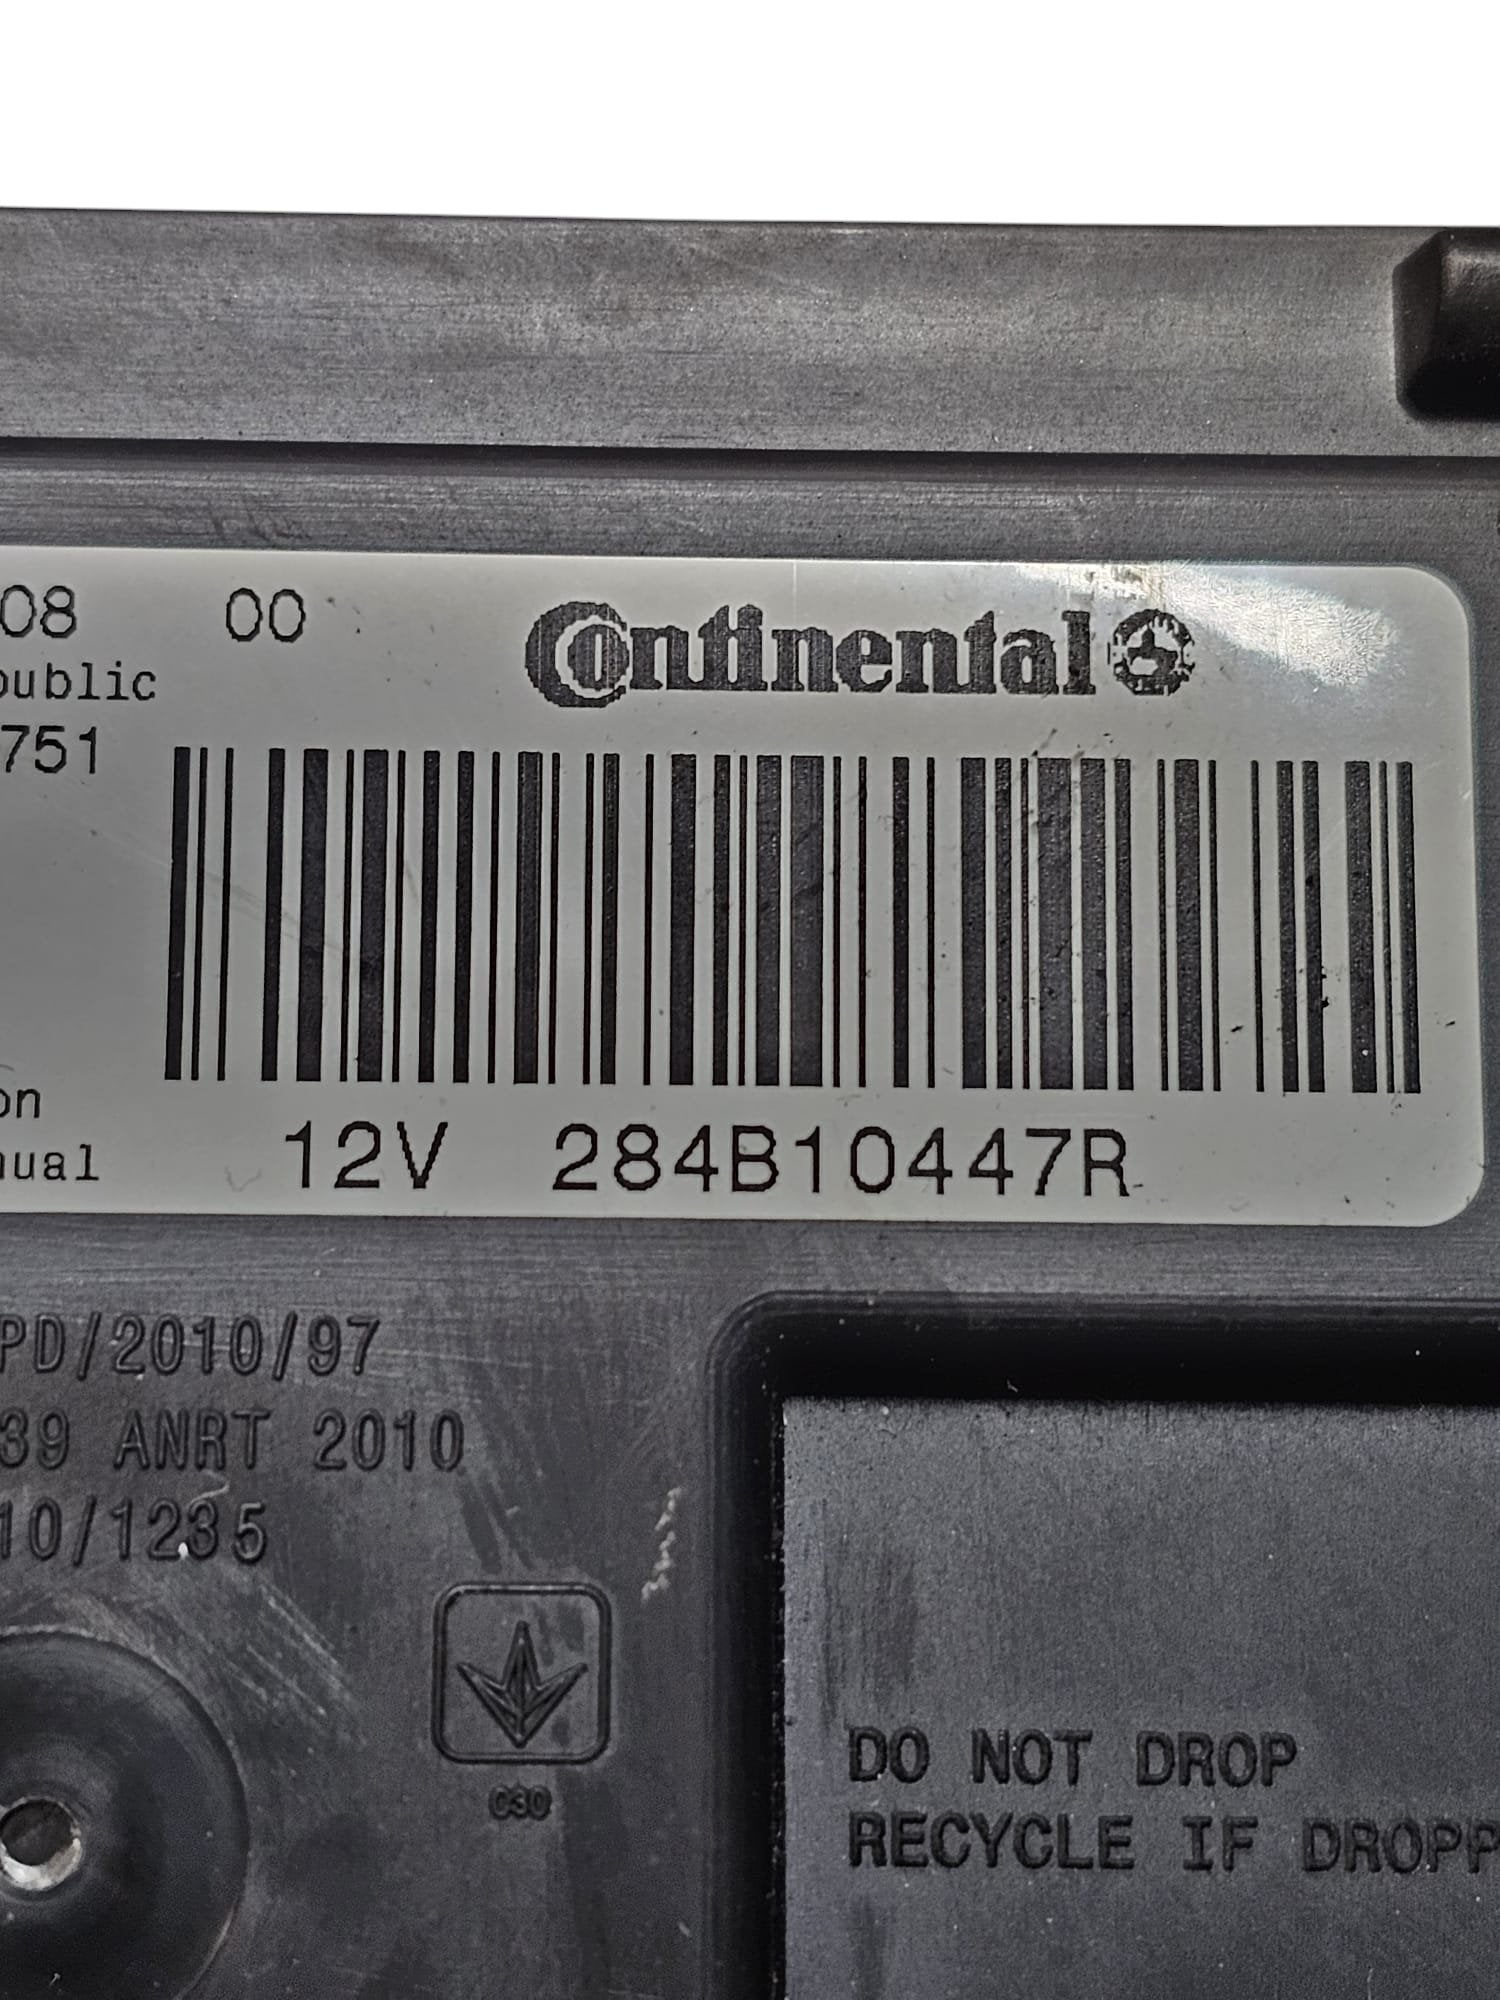 08 00 Continental
public
751
on
nual
12V 284B10447R
PD/2010/97
39 ANRT 2010
10/1235
030
DO NOT DROP
RECYCLE IF DROPP